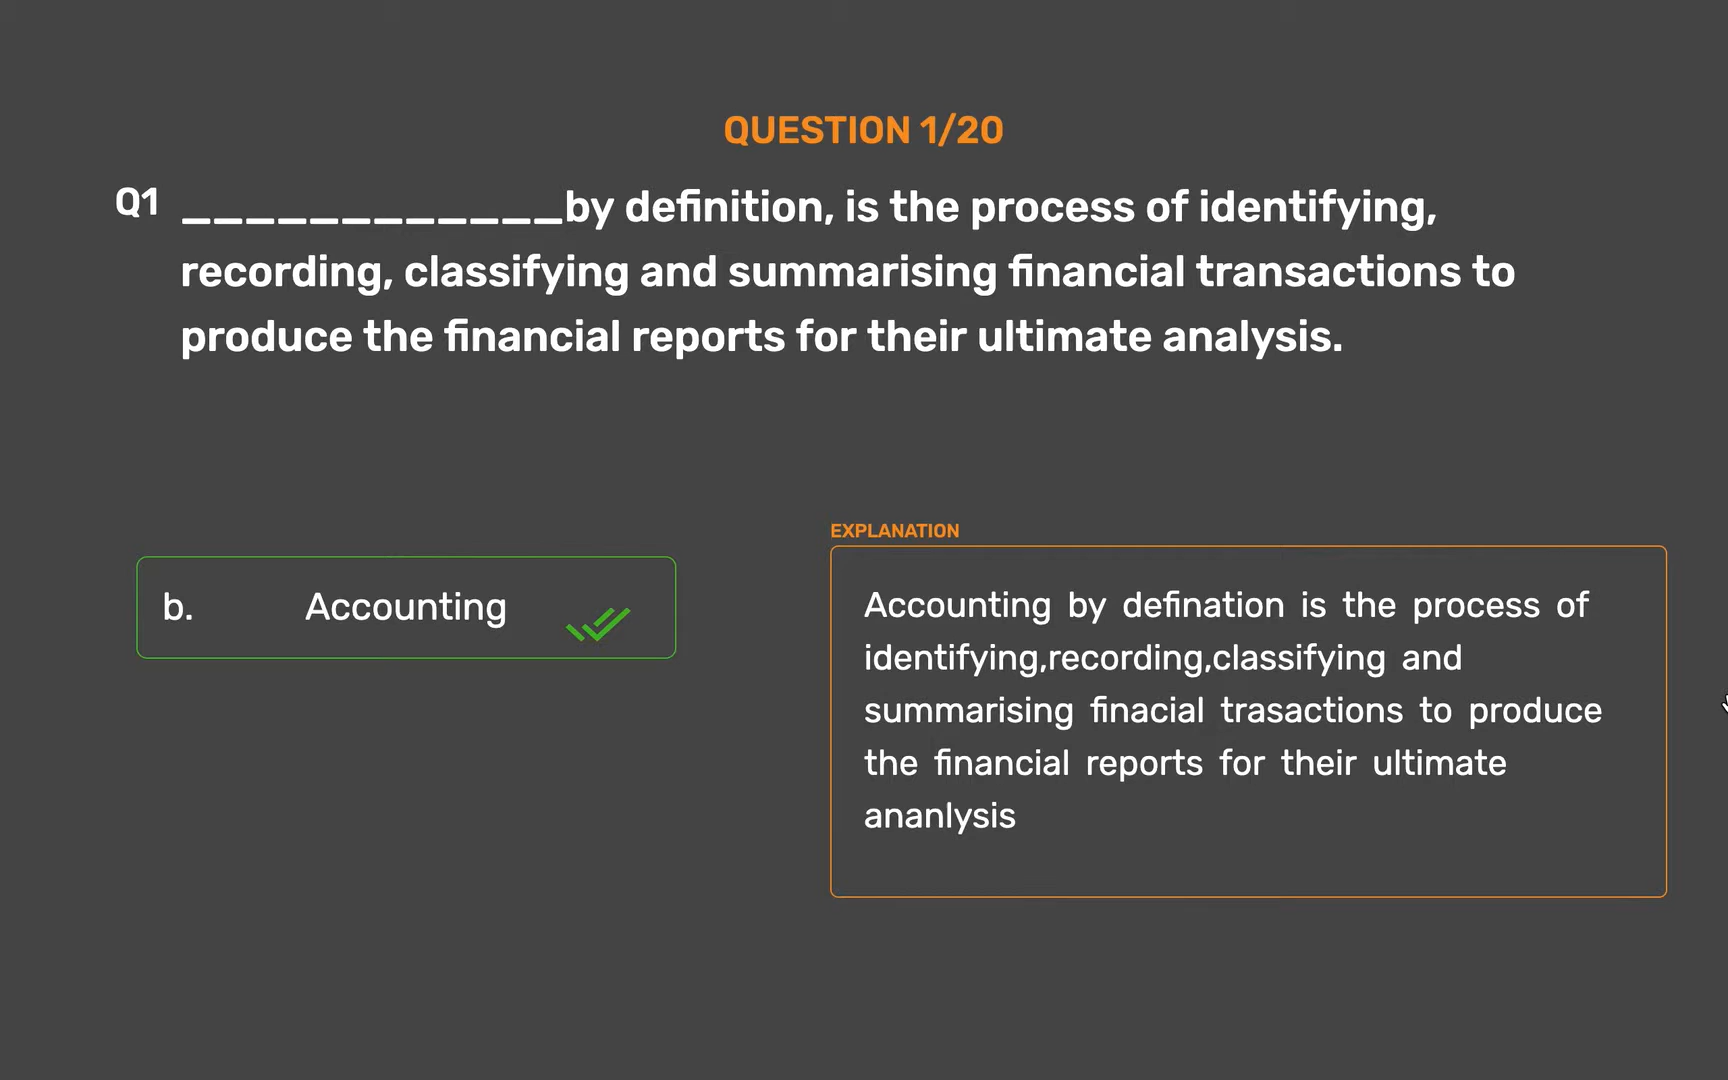 QUESTION 1/20
Q1 ____________by definition, is the process of identifying,
recording, classifying and summarising financial transactions to
produce the financial reports for their ultimate analysis.
EXPLANATION
b. Accounting
Accounting by defination is the process of
identifying,recording,classifying and
summarising finacial trasactions to produce
the financial reports for their ultimate
ananlysis